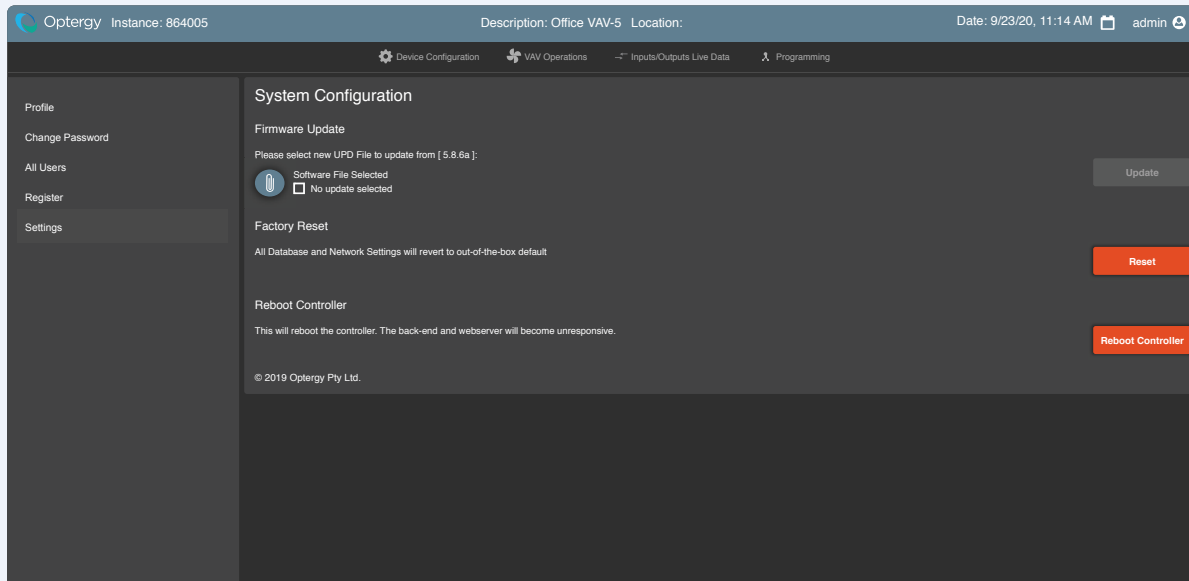 Optergy Instance: 864005 Description: Office VAV-5 Location: Date: 9/23/20, 11:14 AM admin
Device Configuration VAV Operations Inputs/Outputs Live Data Programming
Profile
Change Password
All Users
Register
Settings
System Configuration
Firmware Update
Please select new UPD File to update from [ 5.8.6a ]:
Software File Selected
No update selected
Update
Factory Reset
All Database and Network Settings will revert to out-of-the-box default
Reset
Reboot Controller
This will reboot the controller. The back-end and webserver will become unresponsive.
Reboot Controller
© 2019 Optergy Pty Ltd.